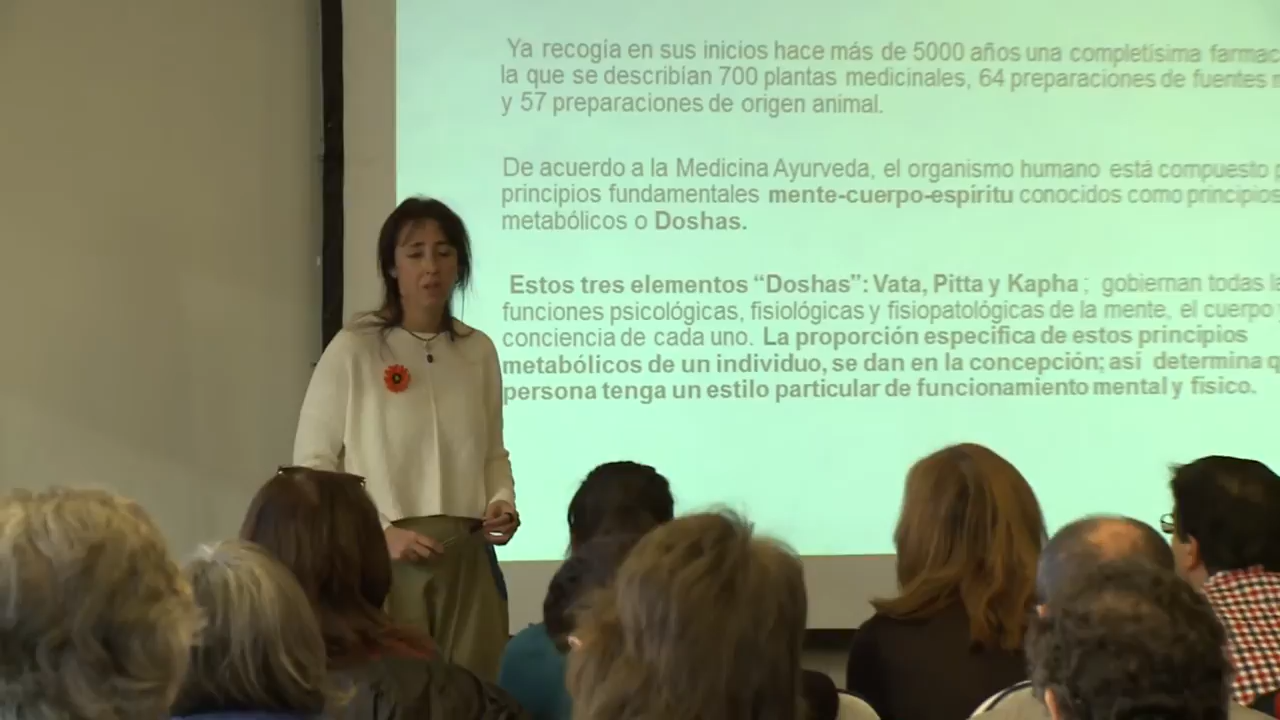 Ya recogía en sus inicios hace más de 5000 años una completísima farmac
la que se describían 700 plantas medicinales, 64 preparaciones de fuentes
y 57 preparaciones de origen animal.
De acuerdo a la Medicina Ayurveda, el organismo humano está compuesto
principios fundamentales mente-cuerpo-espíritu conocidos como principios
metabólicos o Doshas.
Estos tres elementos “Doshas”: Vata, Pitta y Kapha ; gobiernan todas
funciones psicológicas, fisiológicas y fisiopatológicas de la mente, el cuerpo
conciencia de cada uno. La proporción especifica de estos principios
metabólicos de un individuo, se dan en la concepción; así determina
persona tenga un estilo particular de funcionamiento mental y físico.